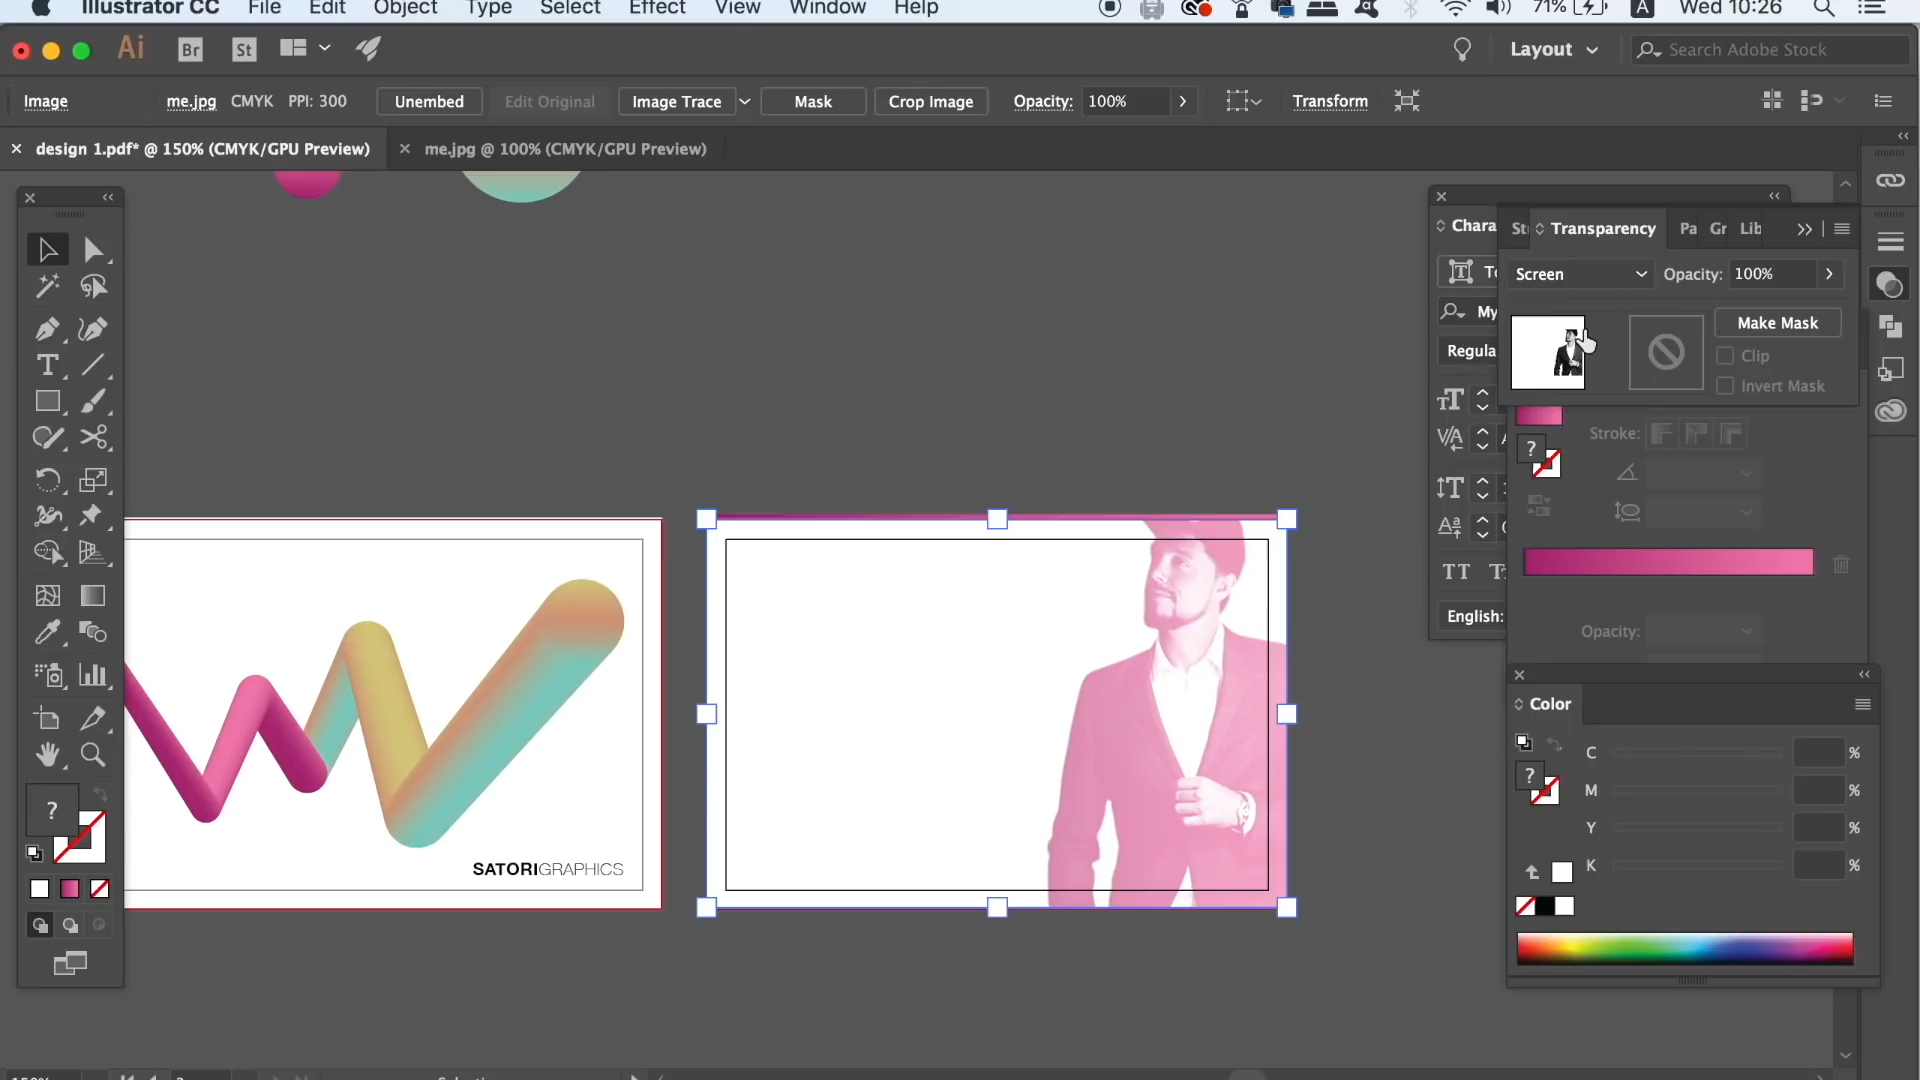 Illustrator CC File Edit Object Type Select Effect View Window Help 71% A Wed 10:26
Ai Br St Layout Search Adobe Stock
Image me.jpg CMYK PPI: 300 Unembed Edit Original Image Trace Mask Crop Image Opacity: 100% Transform
design 1.pdf* @ 150% (CMYK/GPU Preview) me.jpg @ 100% (CMYK/GPU Preview)
Chara
Transparency Pa Gr Lib
Screen Opacity: 100%
My
Make Mask
Regula
Clip
Invert Mask
Stroke:
English:
Opacity:
Color
C %
M %
Y %
K %
SATORIGRAPHICS